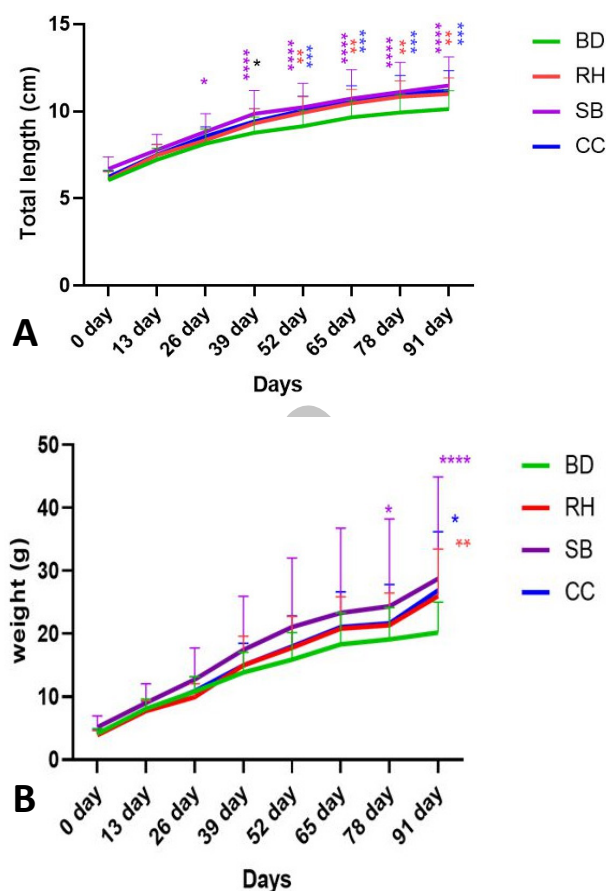 15
10
5
0
Total length (cm)
*
****
*
****
**
***
****
**
***
****
**
***
****
**
***
BD
RH
SB
CC
0 day
13 day
26 day
39 day
52 day
65 day
78 day
91 day
Days
A
50
40
30
20
10
0
weight (g)
*
****
*
**
BD
RH
SB
CC
0 day
13 day
26 day
39 day
52 day
65 day
78 day
91 day
Days
B